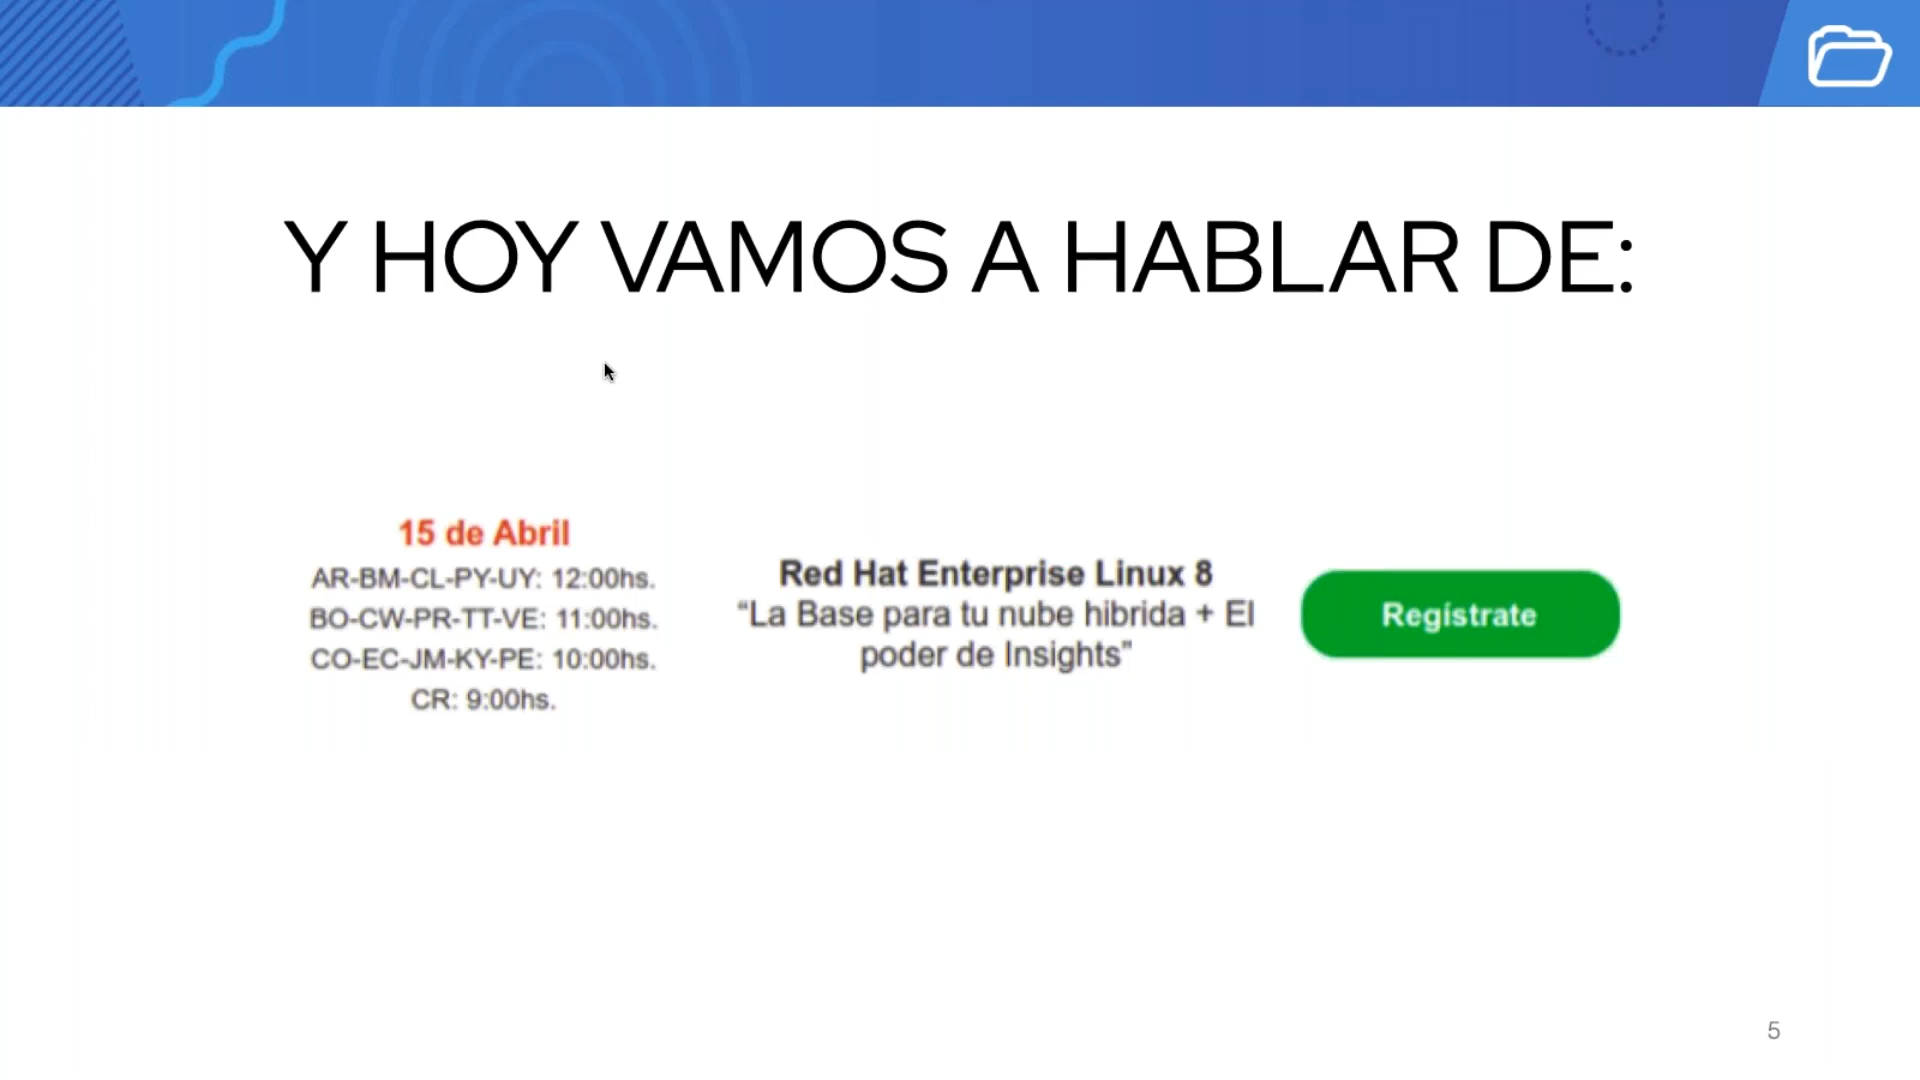 Y HOY VAMOS A HABLAR DE:
15 de Abril
AR-BM-CL-PY-UY: 12:00hs.
BO-CW-PR-TT-VE: 11:00hs.
CO-EC-JM-KY-PE: 10:00hs.
CR: 9:00hs.
Red Hat Enterprise Linux 8
“La Base para tu nube hibrida + El
poder de Insights”
Regístrate
5